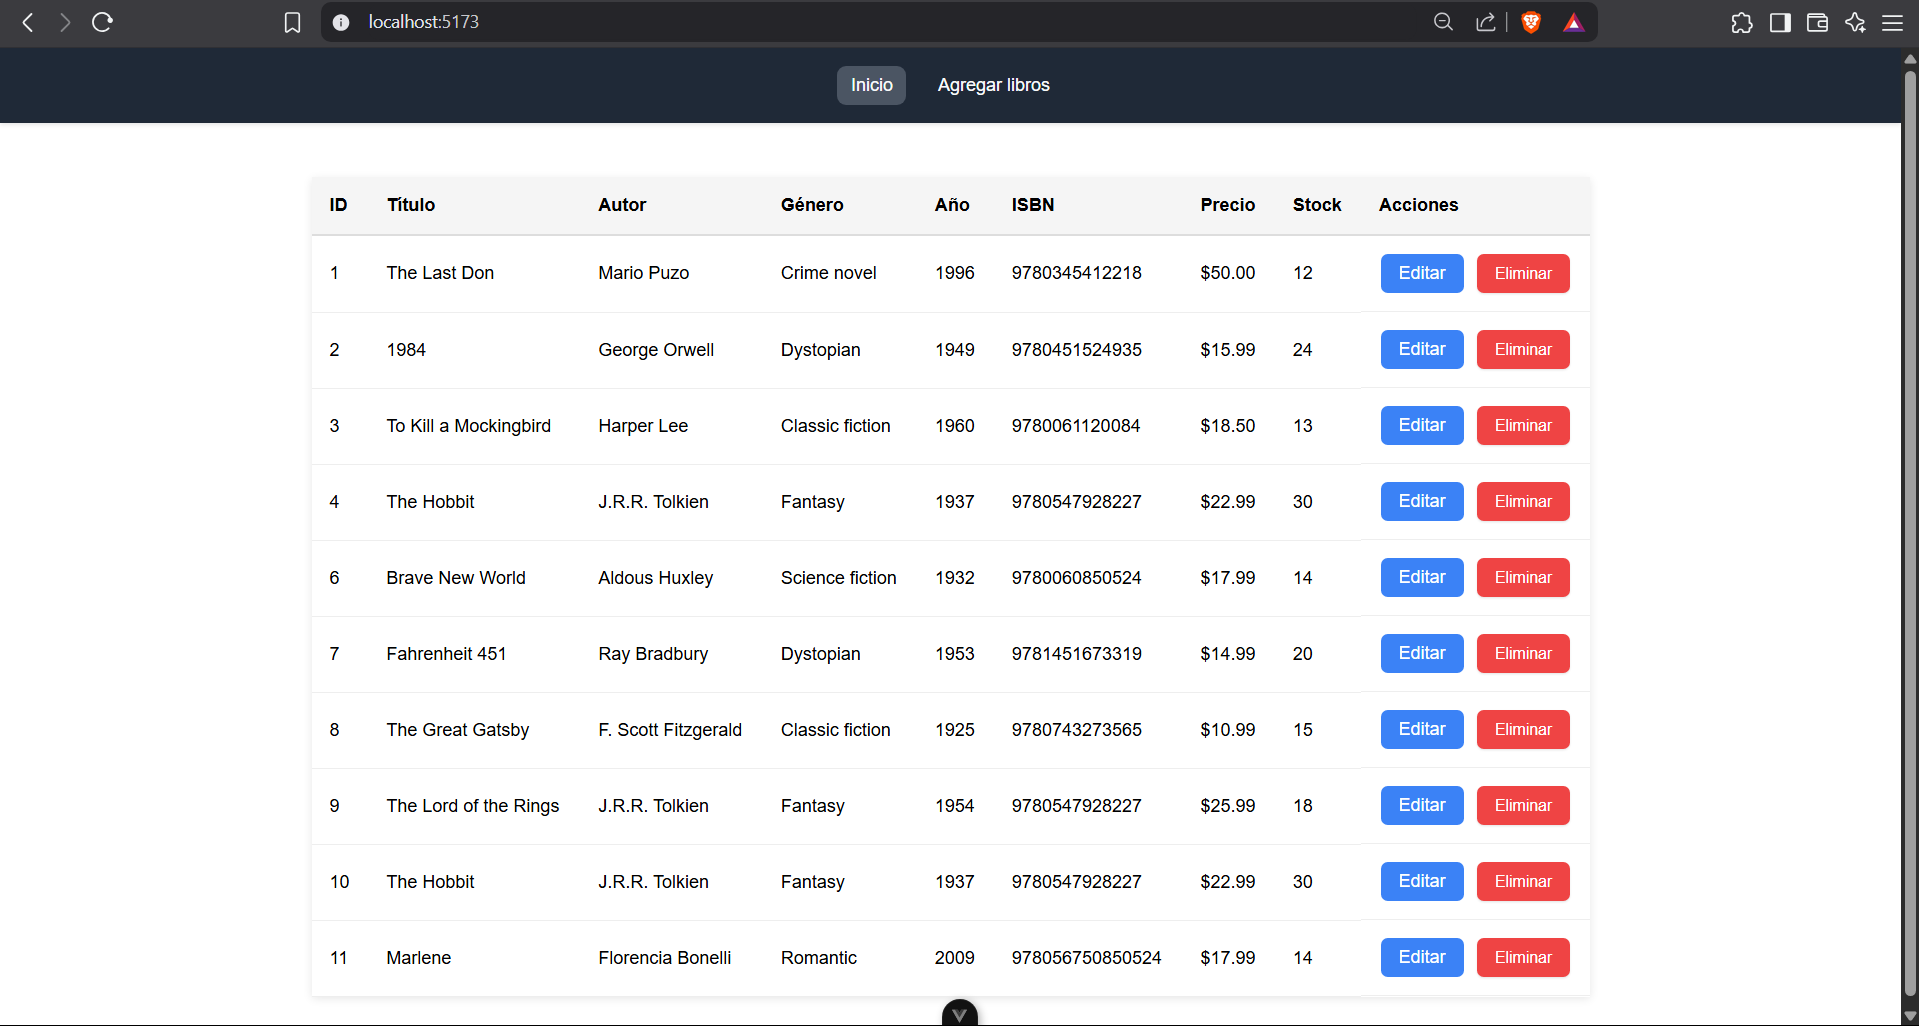 localhost:5173
Inicio Agregar libros
ID Título Autor Género Año ISBN Precio Stock Acciones
1 The Last Don Mario Puzo Crime novel 1996 9780345412218 $50.00 12 Editar Eliminar
2 1984 George Orwell Dystopian 1949 9780451524935 $15.99 24 Editar Eliminar
3 To Kill a Mockingbird Harper Lee Classic fiction 1960 9780061120084 $18.50 13 Editar Eliminar
4 The Hobbit J.R.R. Tolkien Fantasy 1937 9780547928227 $22.99 30 Editar Eliminar
6 Brave New World Aldous Huxley Science fiction 1932 9780060850524 $17.99 14 Editar Eliminar
7 Fahrenheit 451 Ray Bradbury Dystopian 1953 9781451673319 $14.99 20 Editar Eliminar
8 The Great Gatsby F. Scott Fitzgerald Classic fiction 1925 9780743273565 $10.99 15 Editar Eliminar
9 The Lord of the Rings J.R.R. Tolkien Fantasy 1954 9780547928227 $25.99 18 Editar Eliminar
10 The Hobbit J.R.R. Tolkien Fantasy 1937 9780547928227 $22.99 30 Editar Eliminar
11 Marlene Florencia Bonelli Romantic 2009 978056750850524 $17.99 14 Editar Eliminar